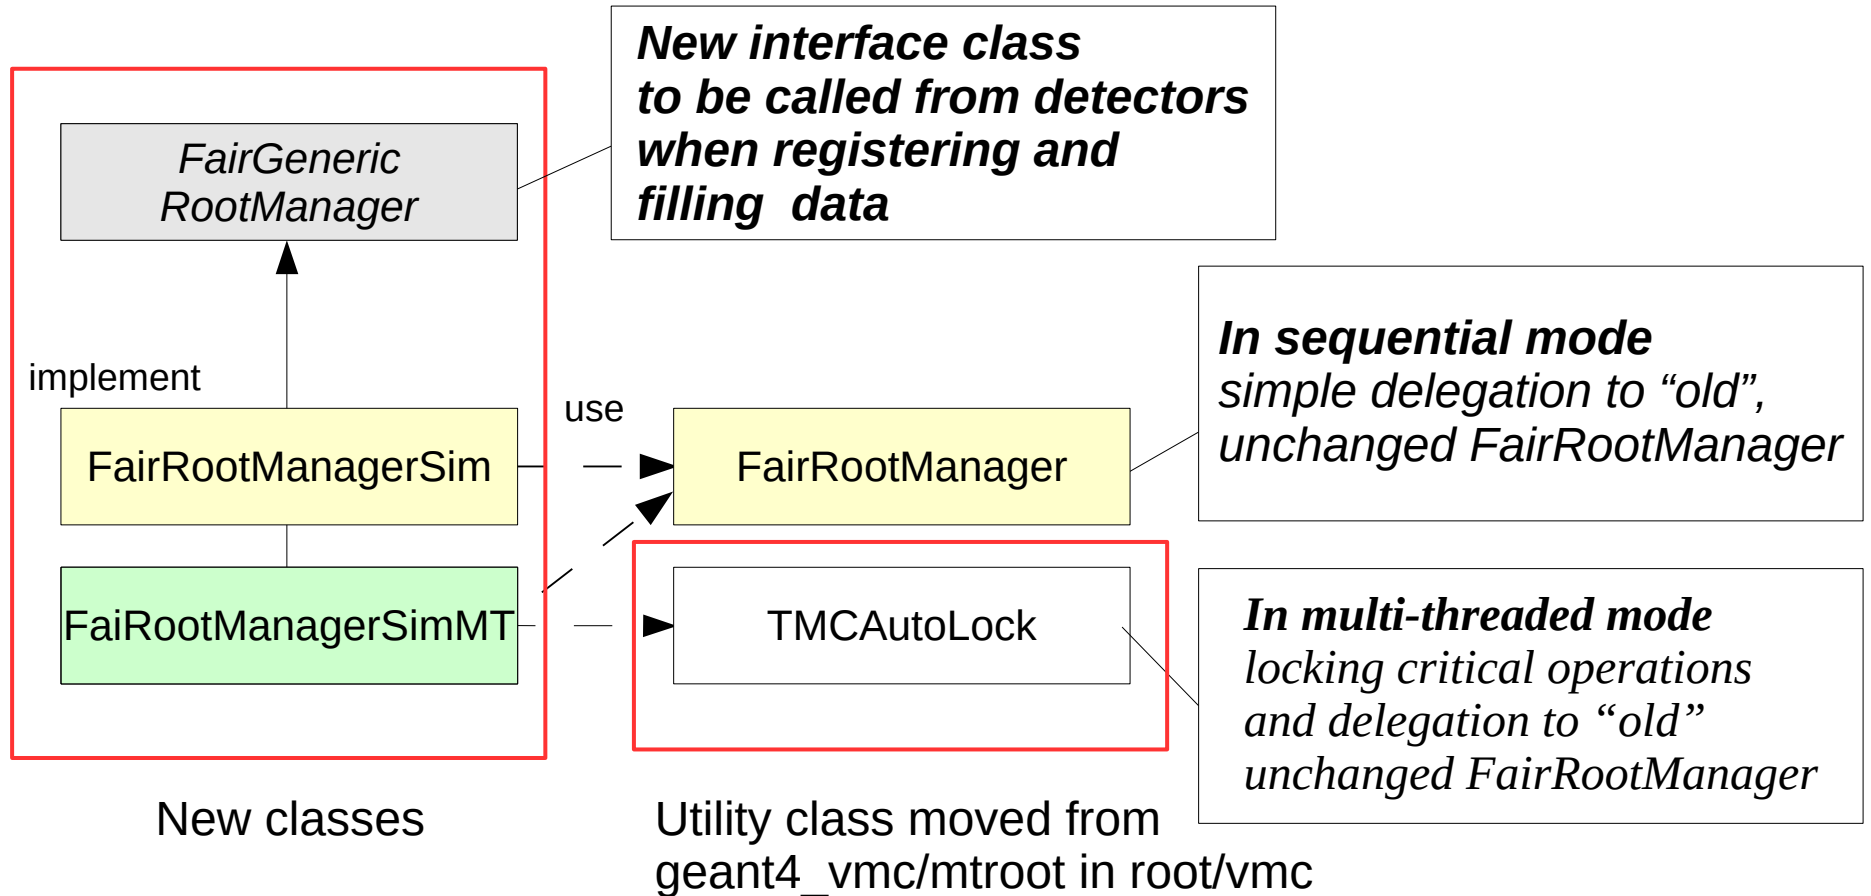 New interface class
to be called from detectors
when registering and
filling  data
FairGeneric
RootManager
implement
use
In sequential mode
simple delegation to “old”,
unchanged FairRootManager
FairRootManagerSim
FairRootManager
FaiRootManagerSimMT
TMCAutoLock
In multi-threaded mode
locking critical operations
and delegation to “old”
unchanged FairRootManager
New classes
Utility class moved from
geant4_vmc/mtroot in root/vmc